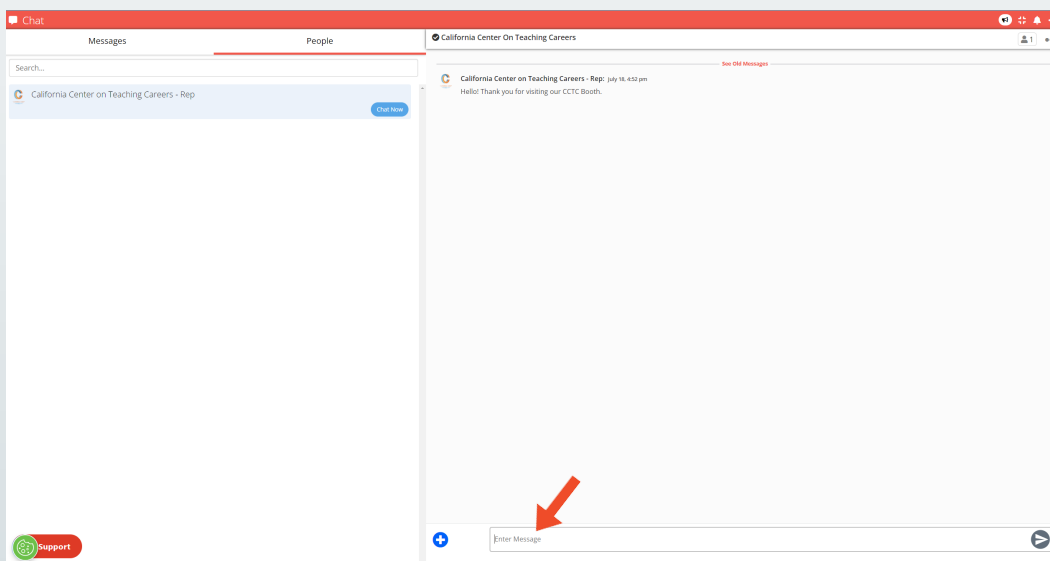 Chat
Messages
People
California Center On Teaching Careers
1
Search...
See Old Messages
California Center on Teaching Careers - Rep
Chat Now
California Center on Teaching Careers - Rep: July 18, 4:52 pm
Hello! Thank you for visiting our CCTC Booth.
Enter Message
Support